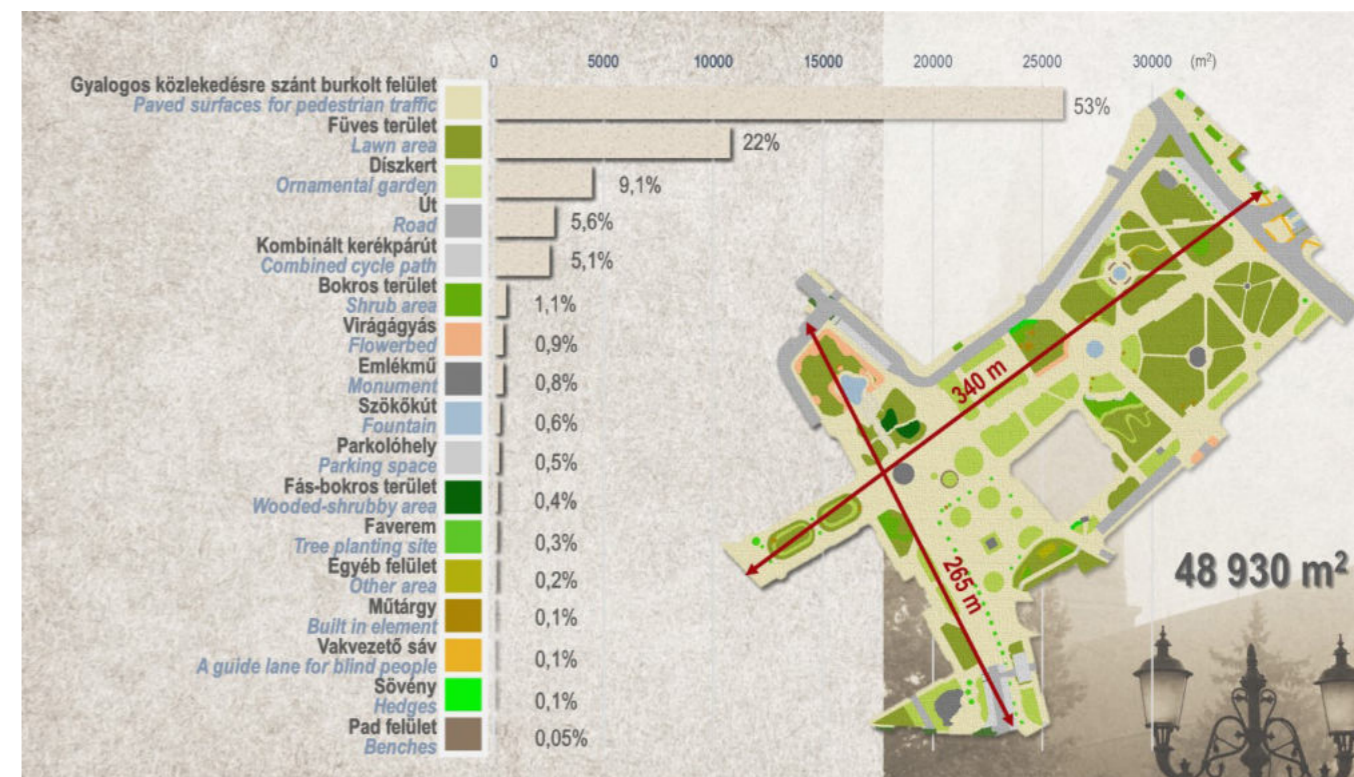 0 5000 10000 15000 20000 25000 30000 (m²)
Gyalogos közlekedésre szánt burkolt felület
Paved surfaces for pedestrian traffic
53%
Füves terület
Lawn area
22%
Díszkert
Ornamental garden
9,1%
Út
Road
5,6%
Kombinált kerékpárút
Combined cycle path
5,1%
Bokros terület
Shrub area
1,1%
Virágágyás
Flowerbed
0,9%
Emlékmű
Monument
0,8%
Szökőkút
Fountain
0,6%
Parkolóhely
Parking space
0,5%
Fás-bokros terület
Wooded-shrubby area
0,4%
Faverem
Tree planting site
0,3%
Egyéb felület
Other area
0,2%
Műtárgy
Built in element
0,1%
Vakvezető sáv
A guide lane for blind people
0,1%
Sövény
Hedges
0,1%
Pad felület
Benches
0,05%
340 m
265 m
48 930 m²